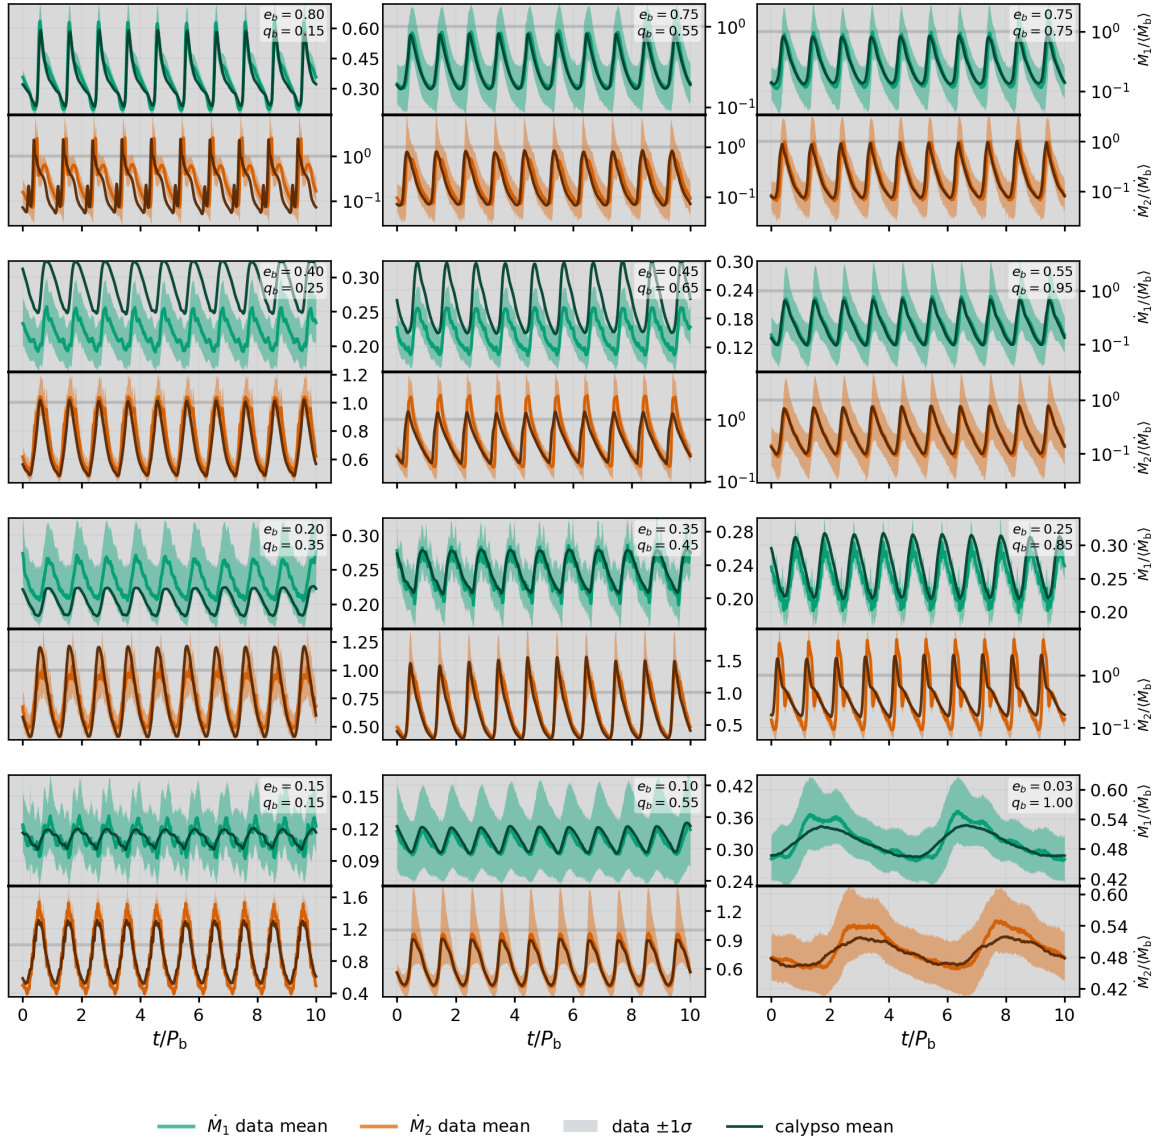 e_b = 0.80
q_b = 0.15
0.60
0.45
0.30
10^0
10^-1
e_b = 0.75
q_b = 0.55
10^0
10^-1
10^0
10^-1
e_b = 0.75
q_b = 0.75
10^0
10^-1
10^0
10^-1
Ṁ_1/⟨Ṁ_b⟩
Ṁ_2/⟨Ṁ_b⟩
e_b = 0.40
q_b = 0.25
0.30
0.25
0.20
1.2
1.0
0.8
0.6
e_b = 0.45
q_b = 0.65
0.30
0.24
0.18
0.12
10^0
10^-1
e_b = 0.55
q_b = 0.95
10^0
10^-1
10^0
10^-1
Ṁ_1/⟨Ṁ_b⟩
Ṁ_2/⟨Ṁ_b⟩
e_b = 0.20
q_b = 0.35
0.30
0.25
0.20
1.25
1.00
0.75
0.50
e_b = 0.35
q_b = 0.45
0.28
0.24
0.20
1.5
1.0
0.5
e_b = 0.25
q_b = 0.85
0.30
0.25
0.20
10^0
10^-1
Ṁ_1/⟨Ṁ_b⟩
Ṁ_2/⟨Ṁ_b⟩
e_b = 0.15
q_b = 0.15
0.15
0.12
0.09
1.6
1.2
0.8
0.4
e_b = 0.10
q_b = 0.55
0.42
0.36
0.30
0.24
1.2
0.9
0.6
e_b = 0.03
q_b = 1.00
0.60
0.54
0.48
0.42
0.60
0.54
0.48
0.42
Ṁ_1/⟨Ṁ_b⟩
Ṁ_2/⟨Ṁ_b⟩
0 2 4 6 8 10
0 2 4 6 8 10
0 2 4 6 8 10
t/P_b
t/P_b
t/P_b
Ṁ_1 data mean
Ṁ_2 data mean
data ±1σ
calypso mean